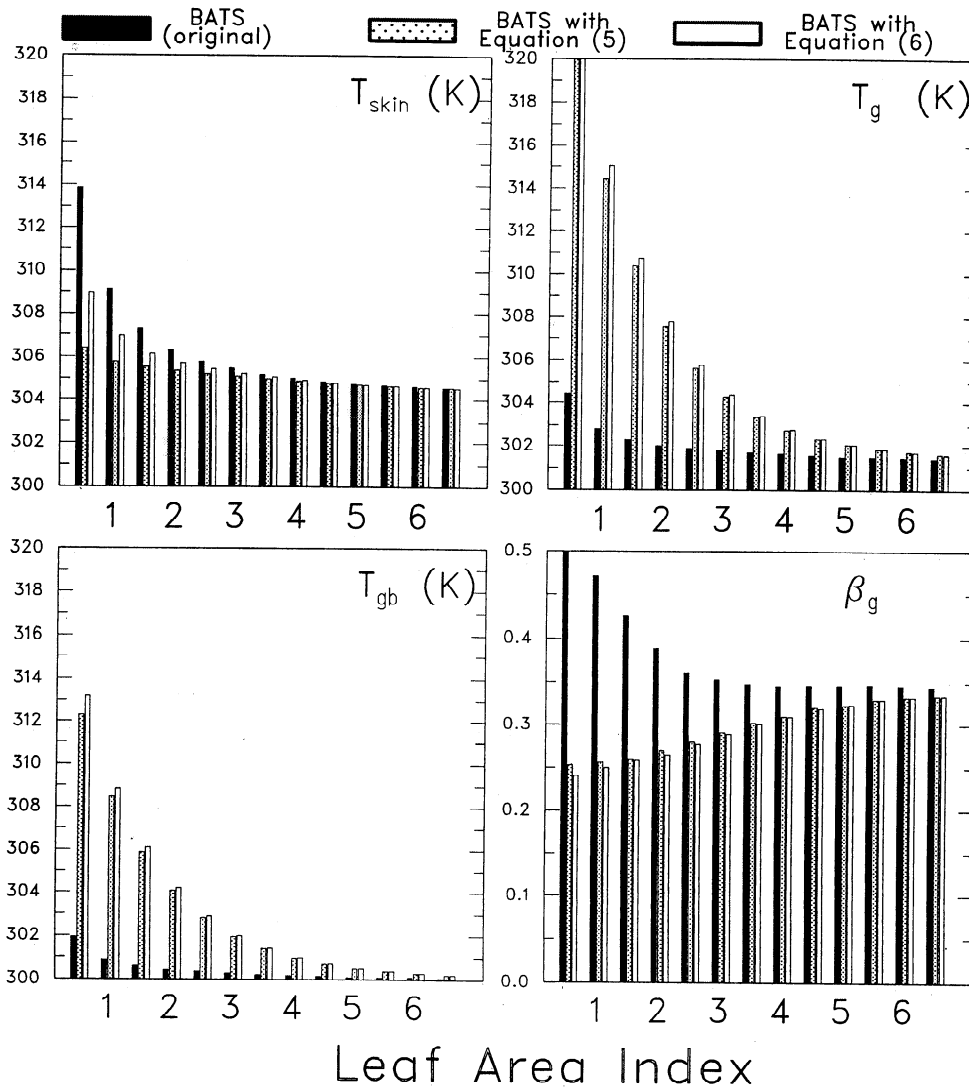 BATS
(original)
BATS with
Equation (5)
BATS with
Equation (6)
T_skin (K)
320
318
316
314
312
310
308
306
304
302
300
1 2 3 4 5 6
T_g (K)
320
318
316
314
312
310
308
306
304
302
300
1 2 3 4 5 6
T_gb (K)
320
318
316
314
312
310
308
306
304
302
300
1 2 3 4 5 6
β_g
0.5
0.4
0.3
0.2
0.1
0.0
1 2 3 4 5 6
Leaf Area Index